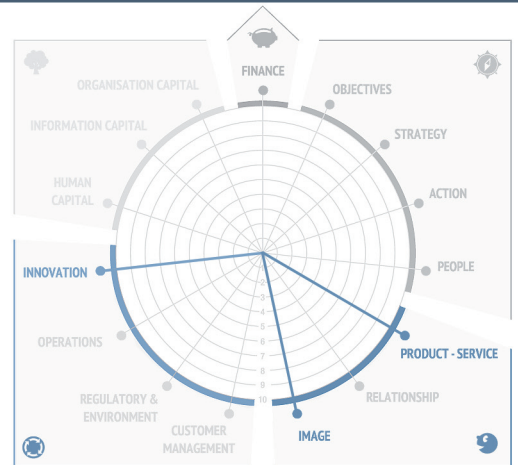 FINANCE
ORGANISATION CAPITAL
OBJECTIVES
INFORMATION CAPITAL
STRATEGY
HUMAN
CAPITAL
ACTION
INNOVATION
PEOPLE
2
3
4
5
6
7
8
9
10
OPERATIONS
PRODUCT - SERVICE
REGULATORY &
ENVIRONMENT
RELATIONSHIP
CUSTOMER
MANAGEMENT
IMAGE